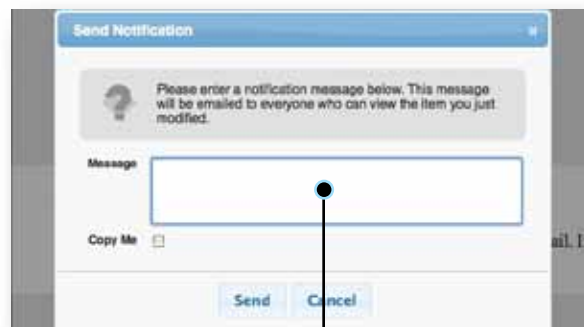 Send Notification
Please enter a notification message below. This message
will be emailed to everyone who can view the item you just
modified.
Message
Copy Me
ail. I
Send Cancel